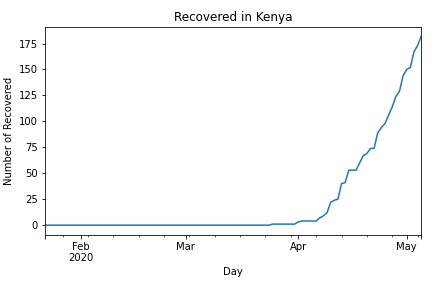 Recovered in Kenya
Number of Recovered
175
150
125
100
75
50
25
0
Feb
2020
Mar
Apr
May
Day